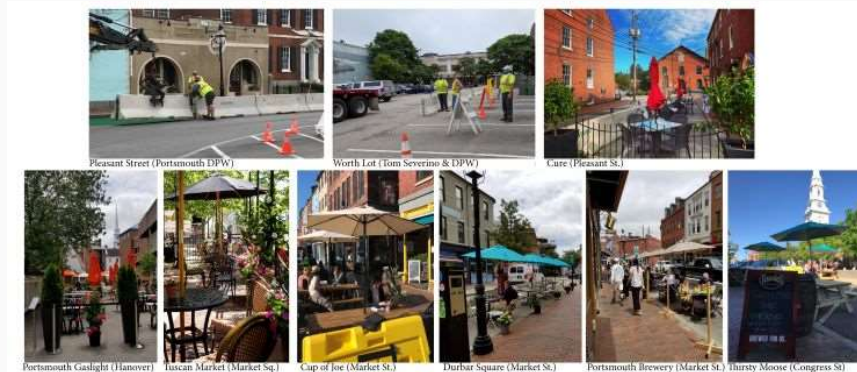 Pleasant Street (Portsmouth DPW)
Worth Lot (Tom Severino & DPW)
Cure (Pleasant St.)
Portsmouth Gaslight (Hanover)
Tuscan Market (Market Sq.)
Cup of Joe (Market St.)
Durbar Square (Market St.)
Portsmouth Brewery (Market St.)
Thirsty Moose (Congress St)